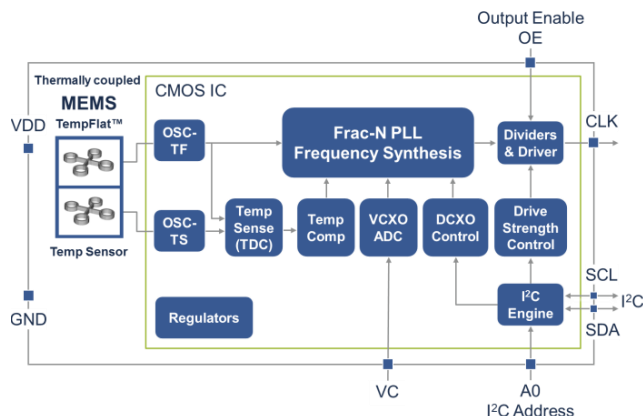 Output Enable
OE
Thermally coupled
MEMS
TempFlat™
CMOS IC
VDD
CLK
OSC-
TF
Frac-N PLL
Frequency Synthesis
Dividers
& Driver
OSC-
TS
Temp
Sense
(TDC)
Temp
Comp
VCXO
ADC
DCXO
Control
Drive
Strength
Control
Temp Sensor
SCL
I²C
SDA
GND
Regulators
I²C
Engine
VC
A0
I²C Address